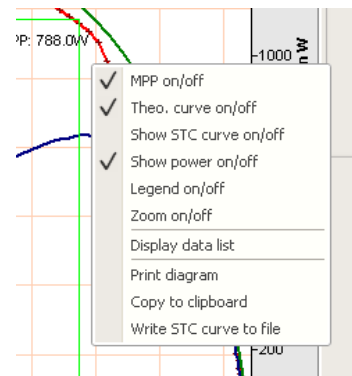 PP: 788.0W
1000
MPP on/off
Theo. curve on/off
Show STC curve on/off
Show power on/off
Legend on/off
Zoom on/off
Display data list
Print diagram
Copy to clipboard
Write STC curve to file
200